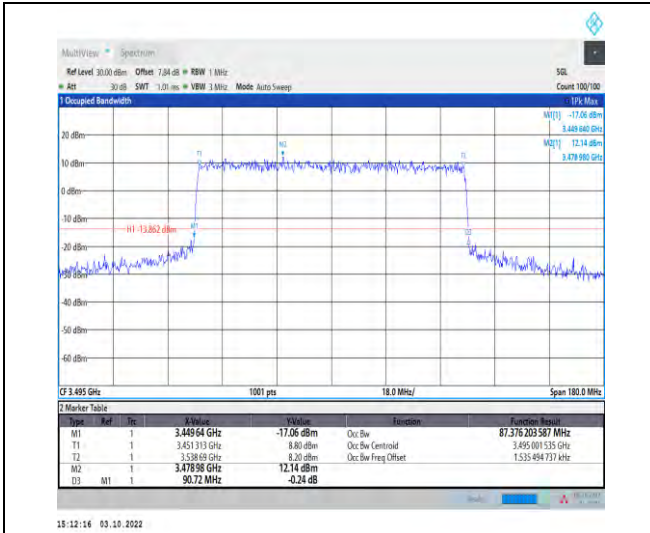 MultiView Spectrum
Ref Level 30.00 dBm Offset 7.84 dB RBW 1 MHz SGL
Att 30 dB SWT 1.01 ms VBW 3 MHz Mode Auto Sweep Count 100/100
1 Occupied Bandwidth 1Pk Max
M1[1] -17.06 dBm
3.449 640 GHz
M2[1] 12.14 dBm
3.478 980 GHz
20 dBm
M2
T1 T2
10 dBm
0 dBm
-10 dBm
H1 -13.862 dBm M1
D3
-20 dBm
-30 dBm
-40 dBm
-50 dBm
-60 dBm
CF 3.495 GHz 1001 pts 18.0 MHz/ Span 180.0 MHz
2 Marker Table
Type Ref Trc X-Value Y-Value Function Function Result
M1 1 3.449 64 GHz -17.06 dBm Occ Bw 87.376 203 587 MHz
T1 1 3.451 313 GHz 8.80 dBm Occ Bw Centroid 3.495 001 535 GHz
T2 1 3.538 69 GHz 8.20 dBm Occ Bw Freq Offset 1.535 494 737 kHz
M2 1 3.478 98 GHz 12.14 dBm
D3 M1 1 90.72 MHz -0.24 dB
15:12:16 03.10.2022